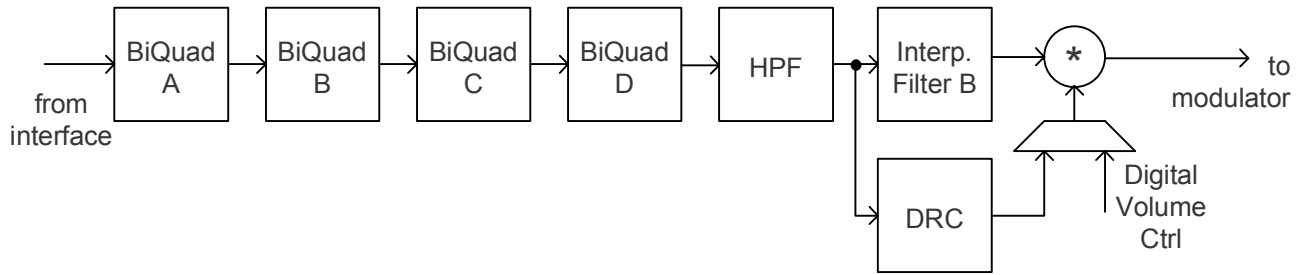 from
interface
BiQuad
A
BiQuad
B
BiQuad
C
BiQuad
D
HPF
Interp.
Filter B
*
to
modulator
DRC
Digital
Volume
Ctrl